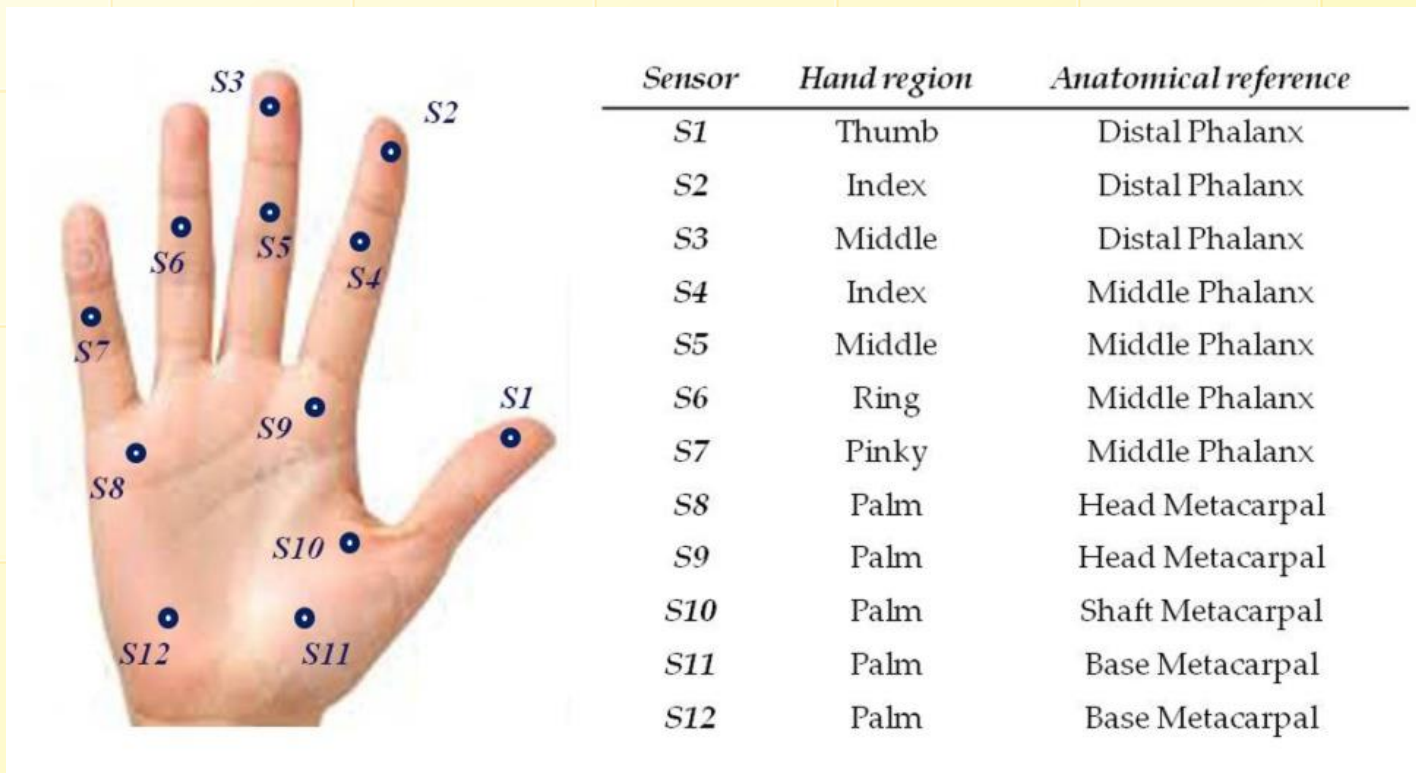 S3
S2
S6
S5
S4
S7
S1
S9
S8
S10
S12
S11
Sensor Hand region Anatomical reference
S1 Thumb Distal Phalanx
S2 Index Distal Phalanx
S3 Middle Distal Phalanx
S4 Index Middle Phalanx
S5 Middle Middle Phalanx
S6 Ring Middle Phalanx
S7 Pinky Middle Phalanx
S8 Palm Head Metacarpal
S9 Palm Head Metacarpal
S10 Palm Shaft Metacarpal
S11 Palm Base Metacarpal
S12 Palm Base Metacarpal